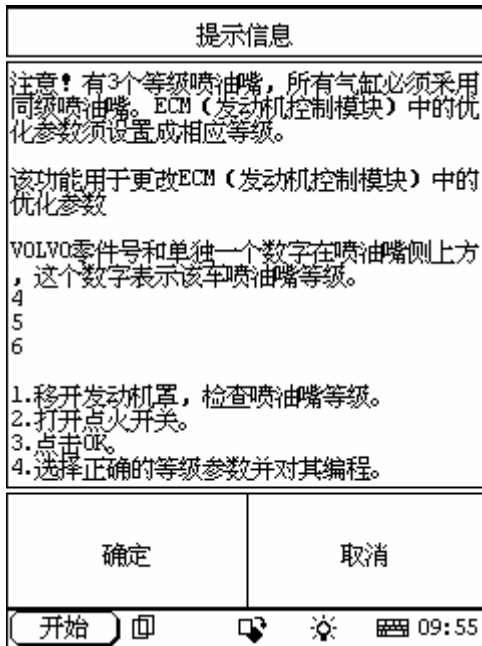 提示信息
注意！有3个等级喷油嘴，所有气缸必须采用
同级喷油嘴。ECM（发动机控制模块）中的优
化参数须设置成相应等级。
该功能用于更改ECM（发动机控制模块）中的
优化参数
VOLVO零件号和单独一个数字在喷油嘴侧上方
，这个数字表示该车喷油嘴等级。
4
5
6
1.移开发动机罩，检查喷油嘴等级。
2.打开点火开关。
3.点击OK。
4.选择正确的等级参数并对其编程。
确定
取消
开始
09:55